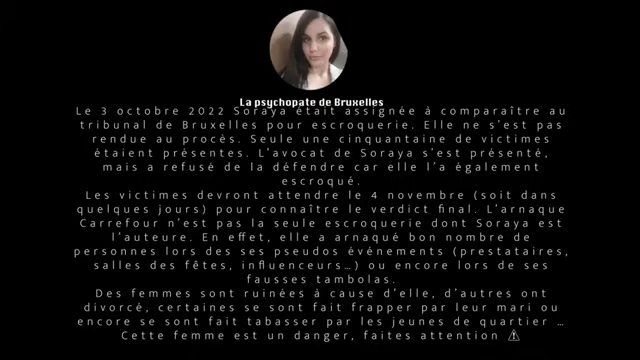 La psychopate de Bruxelles
Le 3 octobre 2022 Soraya était assignée à comparaître au
tribunal de Bruxelles pour escroquerie. Elle ne s'est pas
rendue au procès. Seule une cinquantaine de victimes
étaient présentes. L'avocat de Soraya s'est présenté,
mais a refusé de la défendre car elle l'a également
escroqué.
Les victimes devront attendre le 4 novembre (soit dans
quelques jours) pour connaître le verdict final. L'arnaque
Carrefour n'est pas la seule escroquerie dont Soraya est
l'auteure. En effet, elle a arnaqué bon nombre de
personnes lors des ses pseudos événements (prestataires,
salles des fêtes, influenceurs…) ou encore lors de ses
fausses tambolas.
Des femmes sont ruinées à cause d'elle, d'autres ont
divorcé, certaines se sont fait frapper par leur mari ou
encore se sont fait tabasser par les jeunes de quartier …
Cette femme est un danger, faites attention ⚠